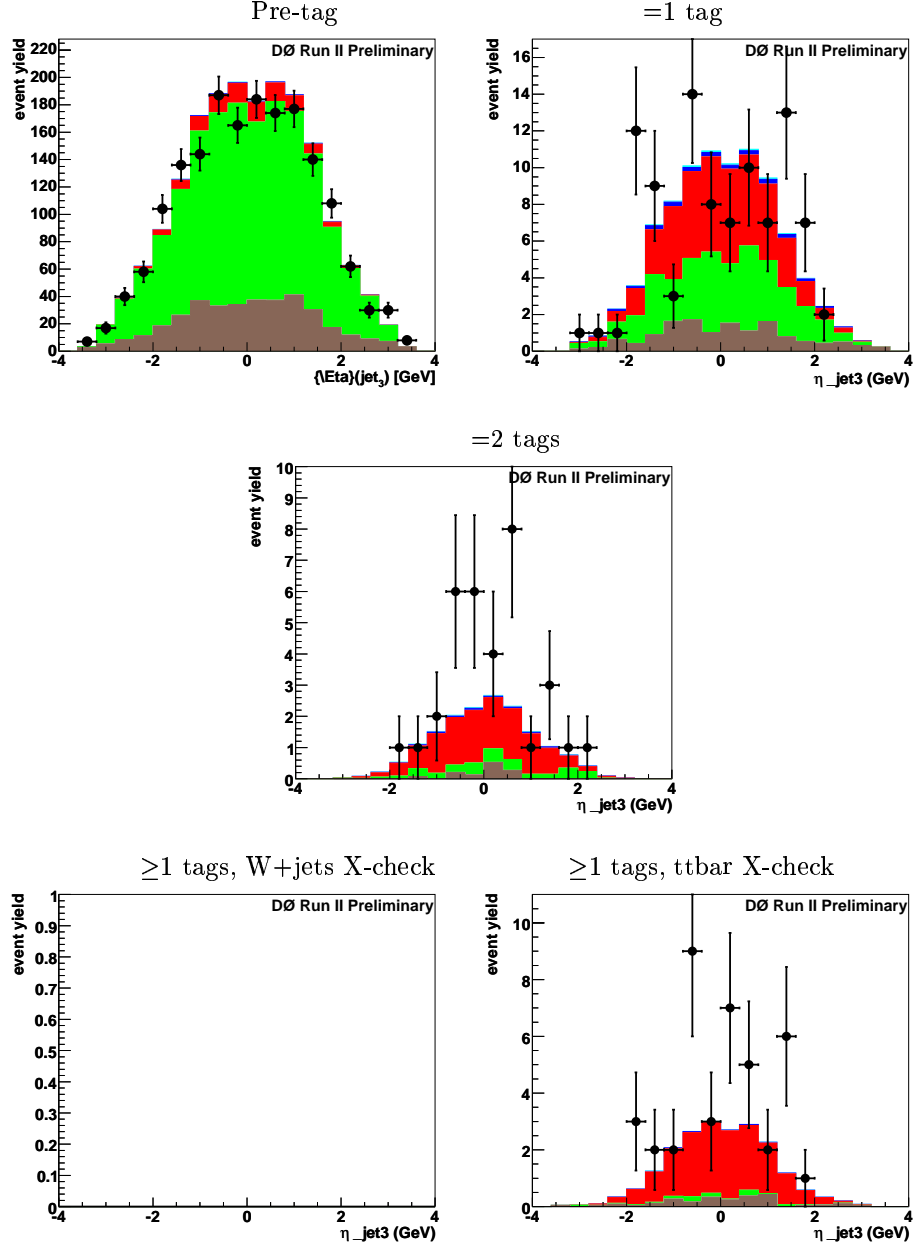 Pre-tag
DØ Run II Preliminary
event yield
220
200
180
160
140
120
100
80
60
40
20
0
-4 -2 0 2 4
{\Eta}(jet3) [GeV]
=1 tag
DØ Run II Preliminary
event yield
16
14
12
10
8
6
4
2
0
-4 -2 0 2 4
η_jet3 (GeV)
=2 tags
DØ Run II Preliminary
event yield
10
9
8
7
6
5
4
3
2
1
0
-4 -2 0 2 4
η_jet3 (GeV)
≥1 tags, W+jets X-check
DØ Run II Preliminary
event yield
1
0.9
0.8
0.7
0.6
0.5
0.4
0.3
0.2
0.1
0
-4 -2 0 2 4
η_jet3 (GeV)
≥1 tags, ttbar X-check
DØ Run II Preliminary
event yield
10
8
6
4
2
0
-4 -2 0 2 4
η_jet3 (GeV)